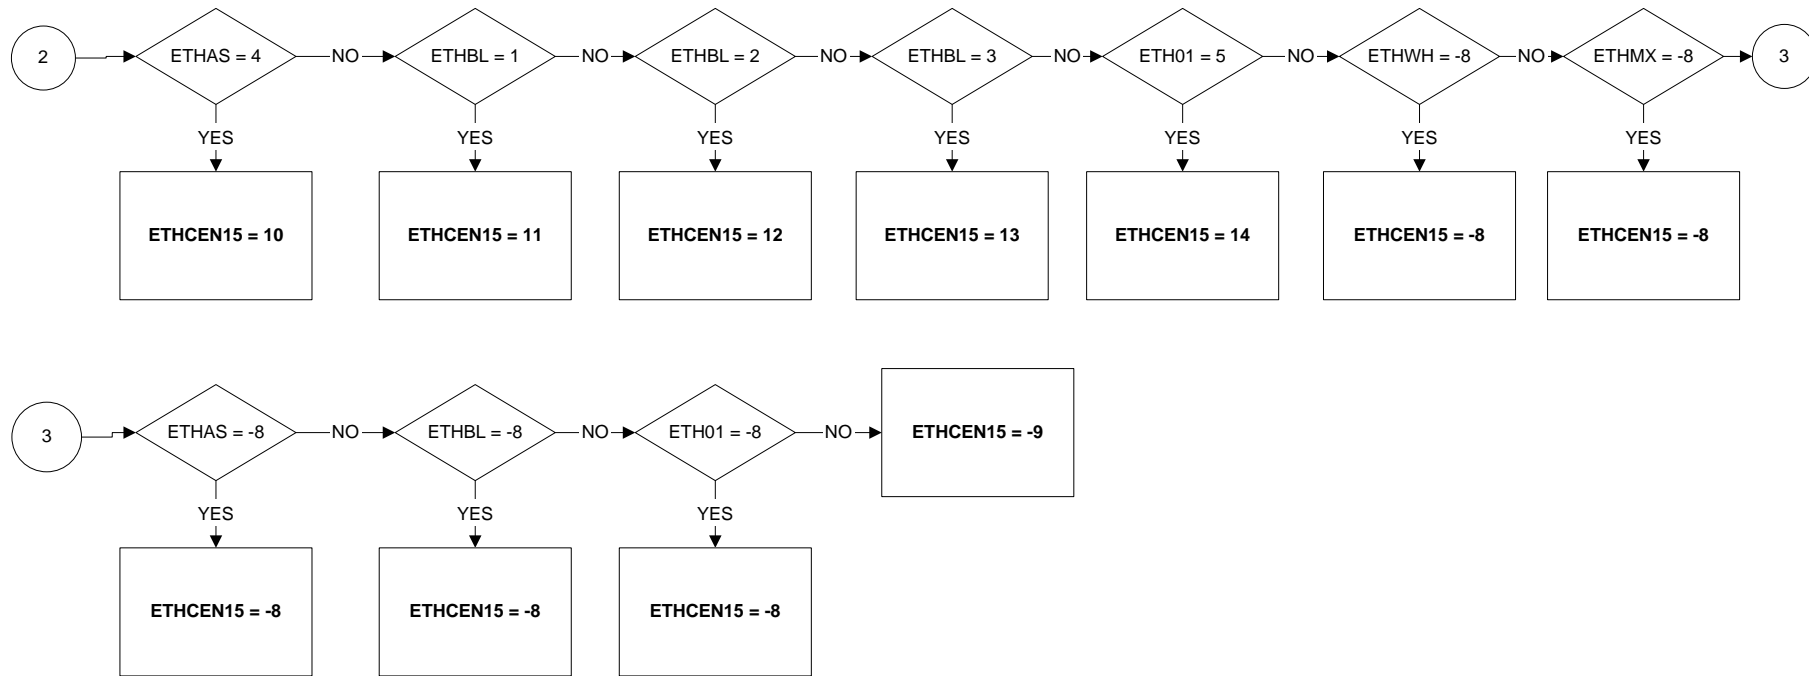 2
ETHAS = 4
NO
ETHBL = 1
NO
ETHBL = 2
NO
ETHBL = 3
NO
ETH01 = 5
NO
ETHWH = -8
NO
ETHMX = -8
3
YES
YES
YES
YES
YES
YES
YES
ETHCEN15 = 10
ETHCEN15 = 11
ETHCEN15 = 12
ETHCEN15 = 13
ETHCEN15 = 14
ETHCEN15 = -8
ETHCEN15 = -8
3
ETHAS = -8
NO
ETHBL = -8
NO
ETH01 = -8
NO
ETHCEN15 = -9
YES
YES
YES
ETHCEN15 = -8
ETHCEN15 = -8
ETHCEN15 = -8